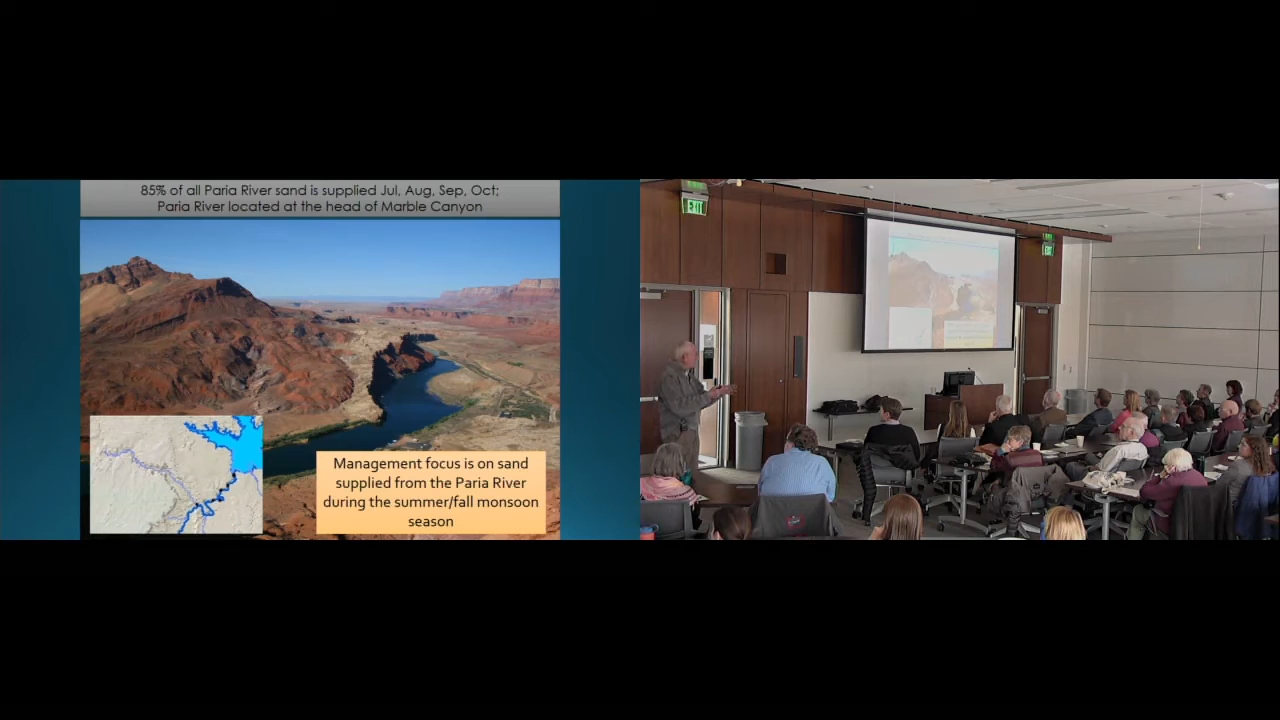 85% of all Paria River sand is supplied Jul, Aug, Sep, Oct;
Paria River located at the head of Marble Canyon
Management focus is on sand
supplied from the Paria River
during the summer/fall monsoon
season
EXIT
EXIT